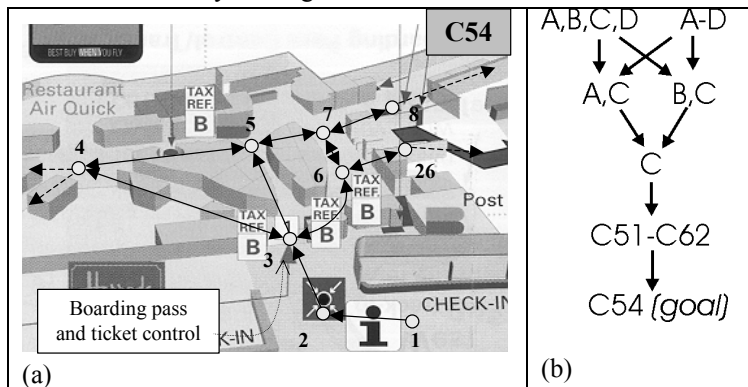 C54
BEST BUY WHEN YOU FLY
Restaurant
Air Quick
TAX
REF.
B
5
7
8
4
6
26
TAX
REF.
B
TAX
REF.
B
TAX
REF.
B
Post
3
Boarding pass
and ticket control
CHECK-IN
K-IN
2
i
1
(a)
A,B,C,D
A-D
A,C
B,C
C
C51-C62
C54 (goal)
(b)